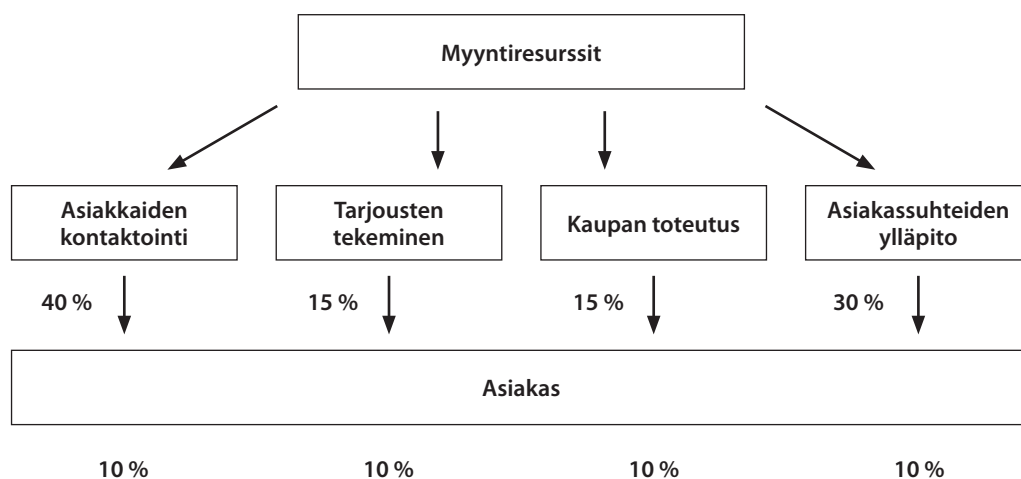 Myyntiresurssit
Asiakkaiden
kontaktointi
Tarjousten
tekeminen
Kaupan toteutus
Asiakassuhteiden
ylläpito
40 %
15 %
15 %
30 %
Asiakas
10 %
10 %
10 %
10 %